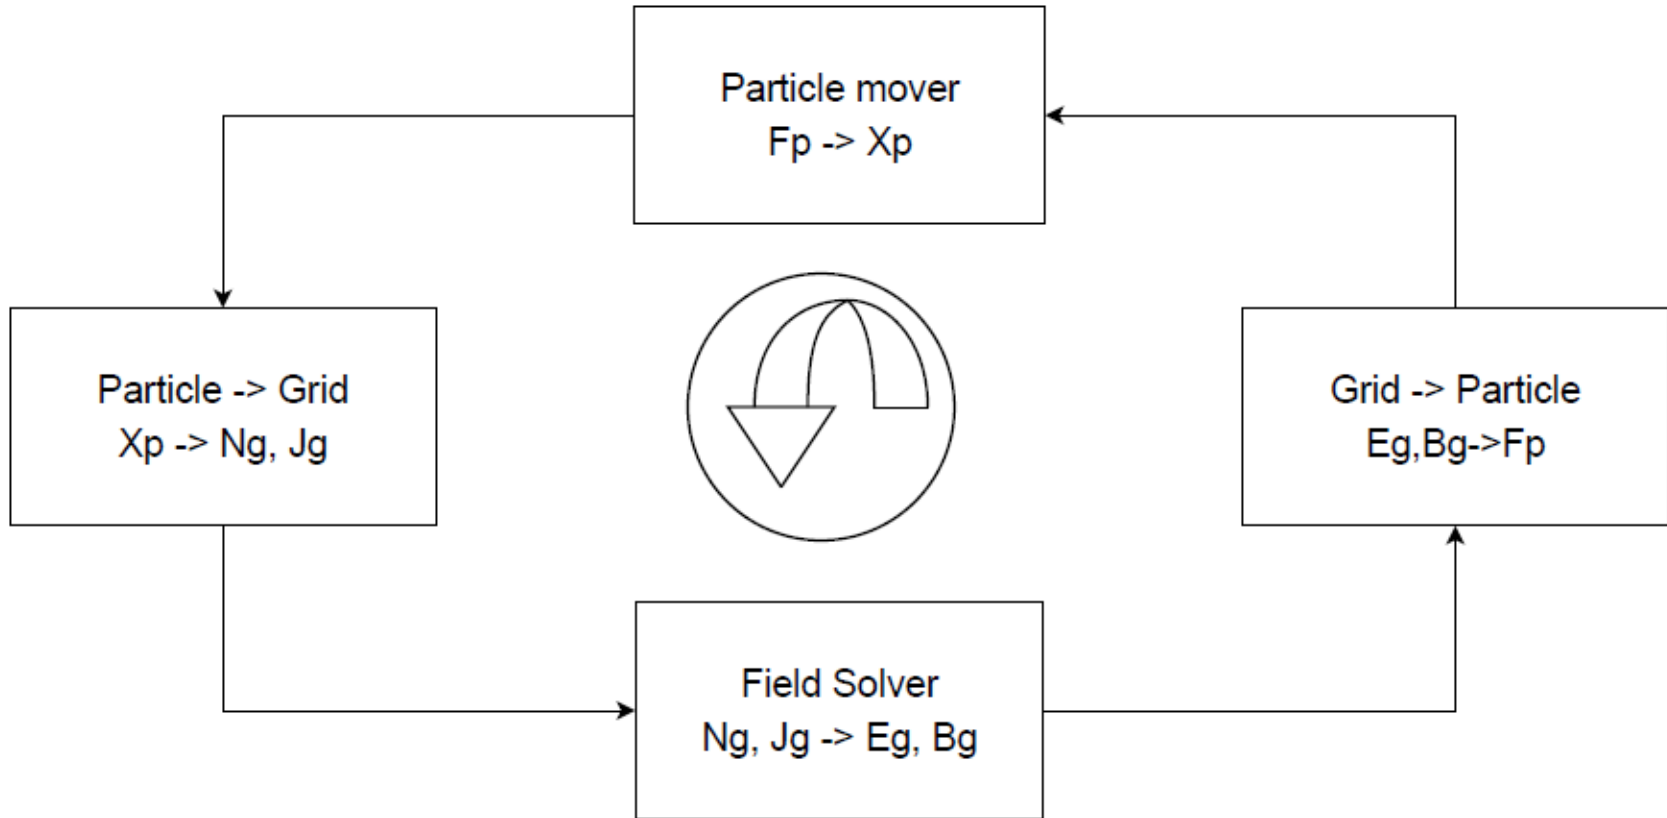 Particle mover
Fp -> Xp
Particle -> Grid
Xp -> Ng, Jg
Grid -> Particle
Eg,Bg->Fp
Field Solver
Ng, Jg -> Eg, Bg